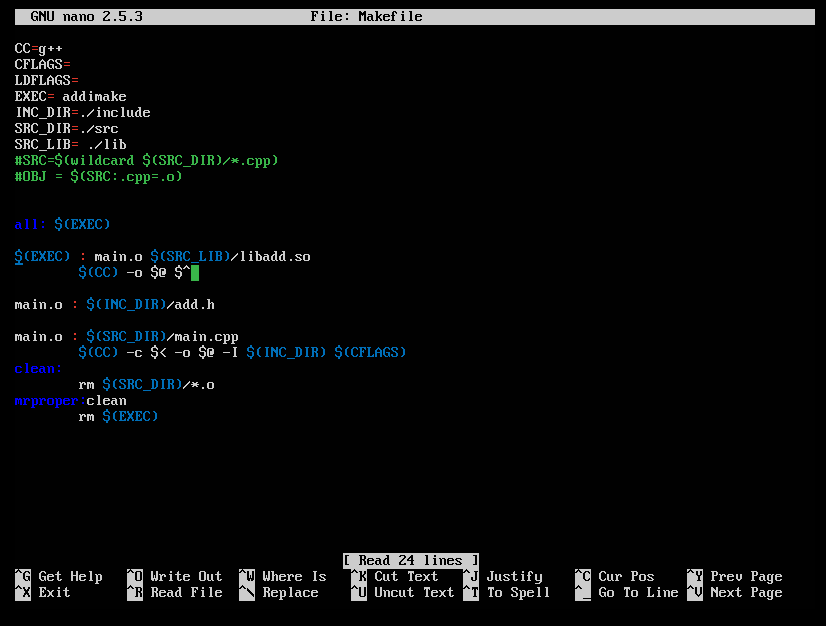 GNU nano 2.5.3 File: Makefile
CC=g++
CFLAGS=
LDFLAGS=
EXEC= addimake
INC_DIR=./include
SRC_DIR=./src
SRC_LIB= ./lib
#SRC=$(wildcard $(SRC_DIR)/*.cpp)
#OBJ = $(SRC:.cpp=.o)
all: $(EXEC)
$(EXEC) : main.o $(SRC_LIB)/libadd.so
$(CC) -o $@ $^
main.o : $(INC_DIR)/add.h
main.o : $(SRC_DIR)/main.cpp
$(CC) -c $< -o $@ -I $(INC_DIR) $(CFLAGS)
clean:
rm $(SRC_DIR)/*.o
mrproper:clean
rm $(EXEC)
[ Read 24 lines ]
^G Get Help ^O Write Out ^W Where Is ^K Cut Text ^J Justify ^C Cur Pos ^Y Prev Page
^X Exit ^R Read File ^\ Replace ^U Uncut Text ^T To Spell ^_ Go To Line ^V Next Page